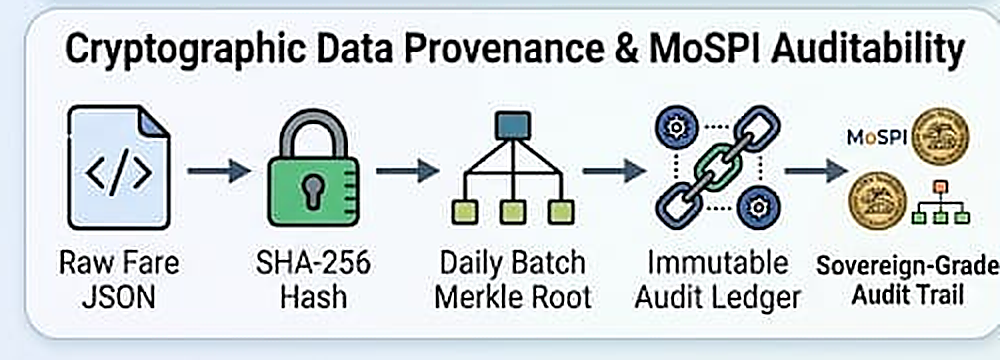 Cryptographic Data Provenance & MoSPI Auditability
</>
MoSPI
Raw Fare
JSON
SHA-256
Hash
Daily Batch
Merkle Root
Immutable
Audit Ledger
Sovereign-Grade
Audit Trail